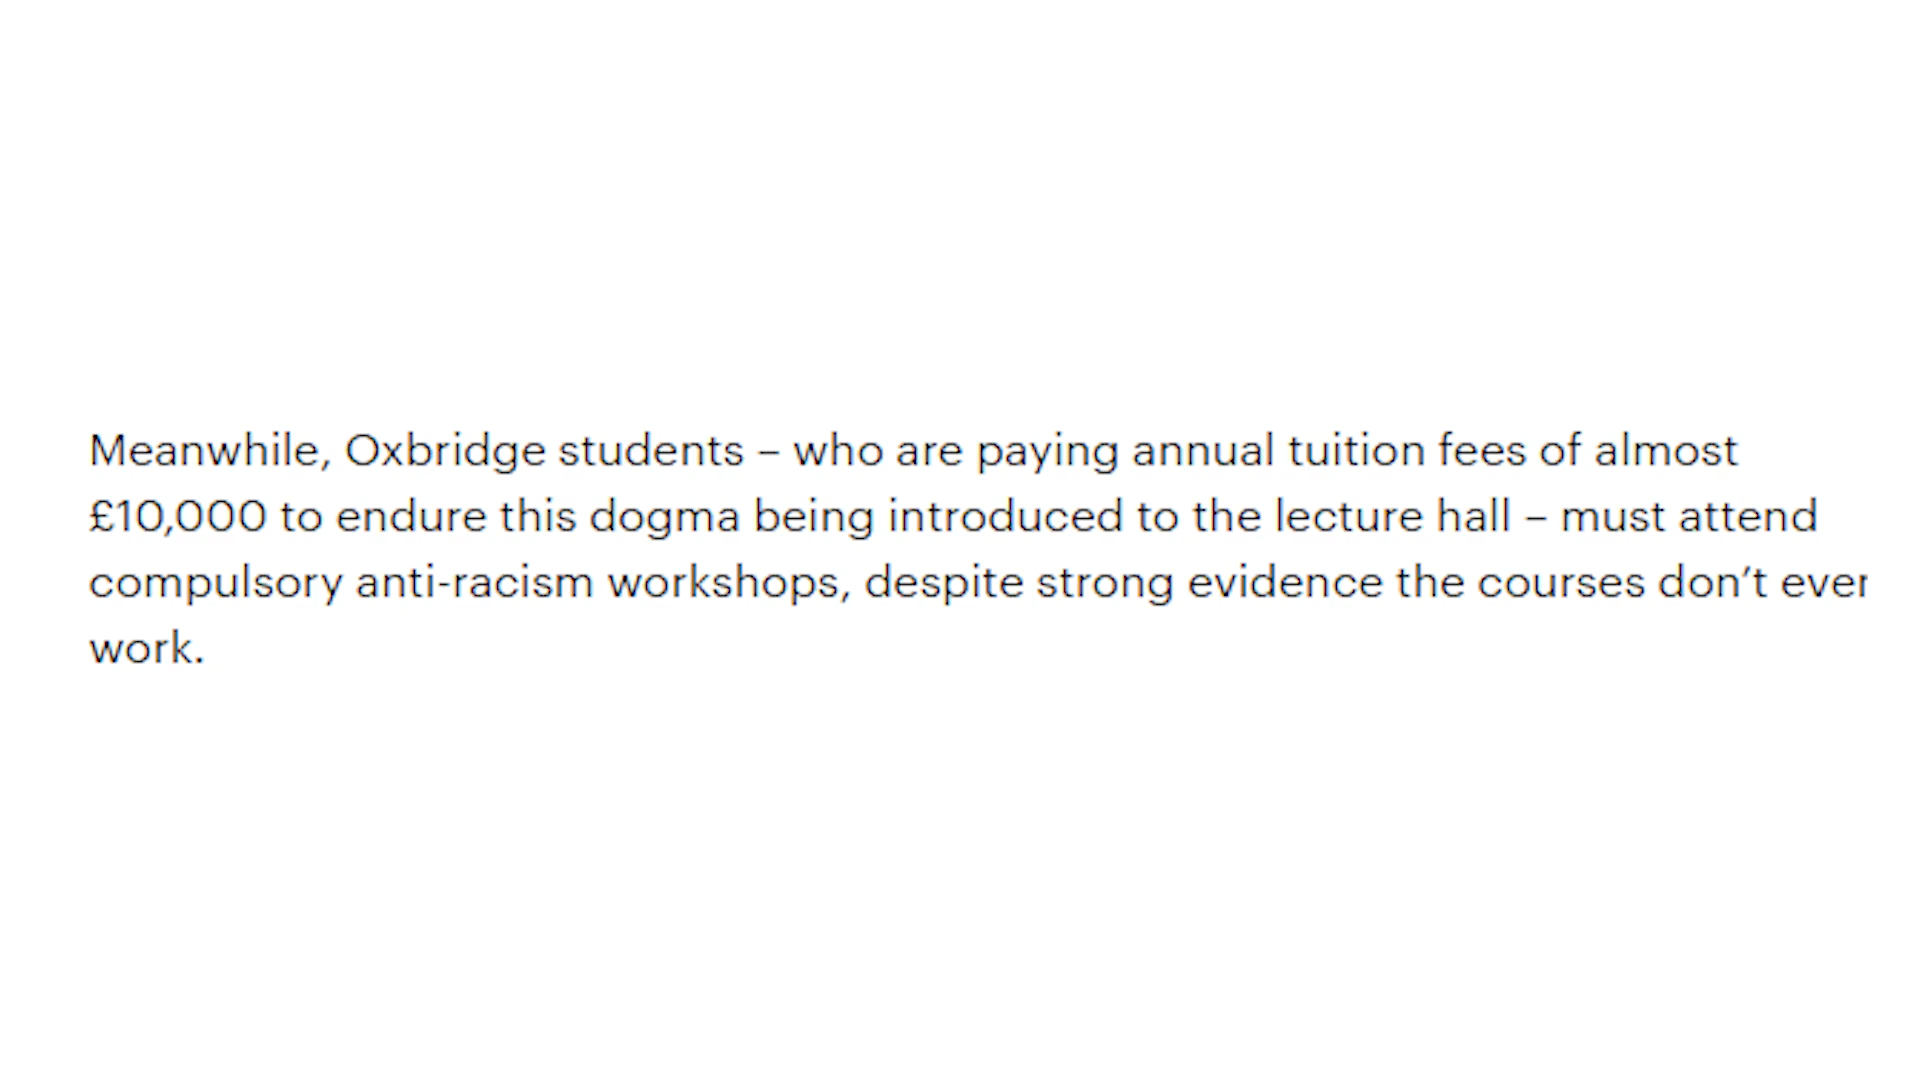 Meanwhile, Oxbridge students – who are paying annual tuition fees of almost
£10,000 to endure this dogma being introduced to the lecture hall – must attend
compulsory anti-racism workshops, despite strong evidence the courses don’t ever
work.